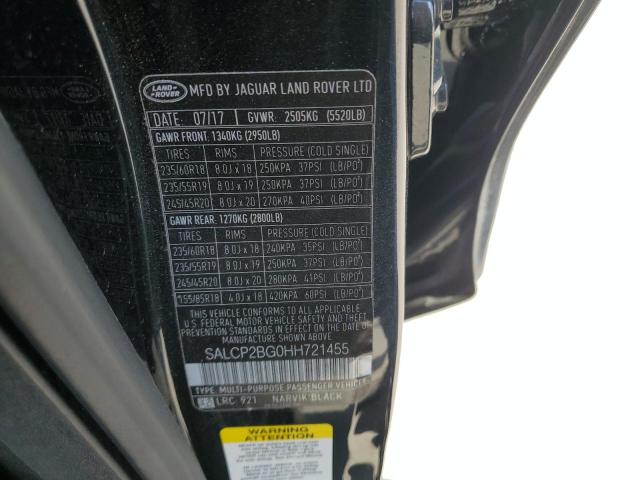 LAND ROVER MFD BY JAGUAR LAND ROVER LTD
DATE: 07/17 GVWR: 2505KG (5520LB)
GAWR FRONT: 1340KG (2950LB)
TIRES RIMS PRESSURE (COLD SINGLE)
235/60R18 8.0J x 18 250KPA 37PSI (LB/PO²)
235/55R19 8.0J x 19 250KPA 37PSI (LB/PO²)
245/45R20 8.0J x 20 270KPA 40PSI (LB/PO²)
GAWR REAR: 1270KG (2800LB)
TIRES RIMS PRESSURE (COLD SINGLE)
235/60R18 8.0J x 18 240KPA 35PSI (LB/PO²)
235/55R19 8.0J x 19 250KPA 37PSI (LB/PO²)
245/45R20 8.0J x 20 280KPA 41PSI (LB/PO²)
*155/85R18 4.0J x 18 420KPA 60PSI (LB/PO²)
THIS VEHICLE CONFORMS TO ALL APPLICABLE
U.S. FEDERAL MOTOR VEHICLE SAFETY AND THEFT
PREVENTION STANDARDS IN EFFECT ON THE DATE OF
MANUFACTURE SHOWN ABOVE
SALCP2BG0HH721455
TYPE: MULTI-PURPOSE PASSENGER VEHICLE
LRC 921 NARVIK BLACK
WARNING
ATTENTION